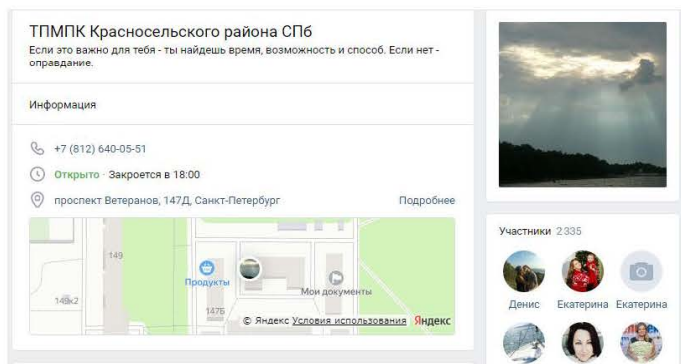 ТПМПК Красносельского района СПб
Если это важно для тебя - ты найдешь время, возможность и способ. Если нет -
оправдание.
Информация
+7 (812) 640-05-51
Открыто · Закроется в 18:00
проспект Ветеранов, 147Д, Санкт-Петербург Подробнее
149
Продукты
Мои документы
149к2
147Б
© Яндекс Условия использования Яндекс
Участники 2 335
Денис Екатерина Екатерина